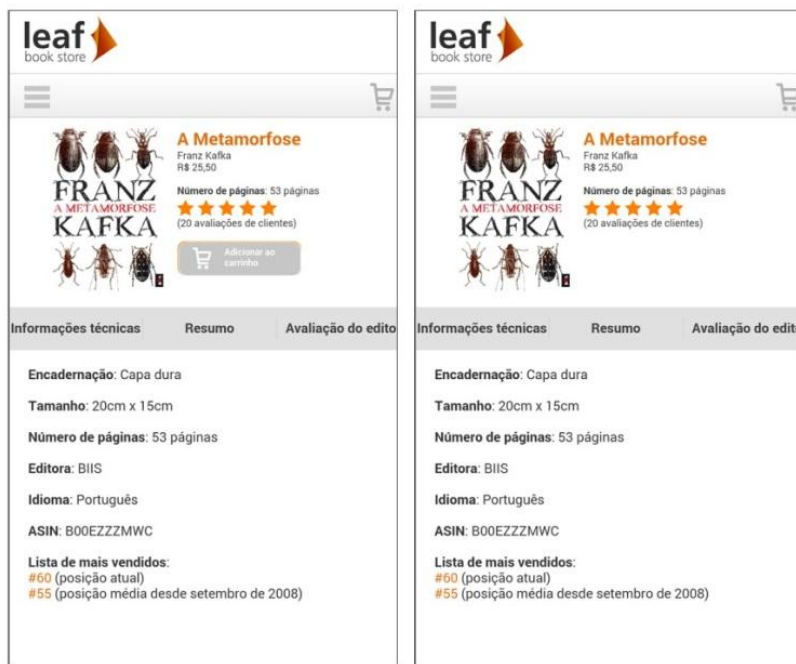 leaf
book store
A Metamorfose
Franz Kafka
R$ 25,50
Número de páginas: 53 páginas
(20 avaliações de clientes)
Adicionar ao
carrinho
FRANZ
A METAMORFOSE
KAFKA
Informações técnicas Resumo Avaliação do edito
Encadernação: Capa dura
Tamanho: 20cm x 15cm
Número de páginas: 53 páginas
Editora: BIIS
Idioma: Português
ASIN: B00EZZZMWC
Lista de mais vendidos:
#60 (posição atual)
#55 (posição média desde setembro de 2008)
leaf
book store
A Metamorfose
Franz Kafka
R$ 25,50
Número de páginas: 53 páginas
(20 avaliações de clientes)
FRANZ
A METAMORFOSE
KAFKA
Informações técnicas Resumo Avaliação do edit
Encadernação: Capa dura
Tamanho: 20cm x 15cm
Número de páginas: 53 páginas
Editora: BIIS
Idioma: Português
ASIN: B00EZZZMWC
Lista de mais vendidos:
#60 (posição atual)
#55 (posição média desde setembro de 2008)